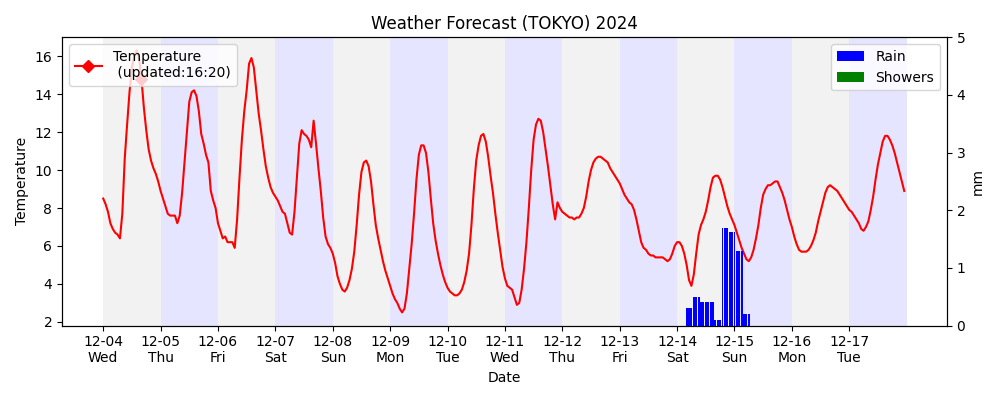 Weather Forecast (TOKYO) 2024
Temperature
(updated:16:20)
Rain
Showers
Temperature
16
14
12
10
8
6
4
2
5
4
3
2
1
0
mm
12-04 12-05 12-06 12-07 12-08 12-09 12-10 12-11 12-12 12-13 12-14 12-15 12-16 12-17
Wed Thu Fri Sat Sun Mon Tue Wed Thu Fri Sat Sun Mon Tue
Date